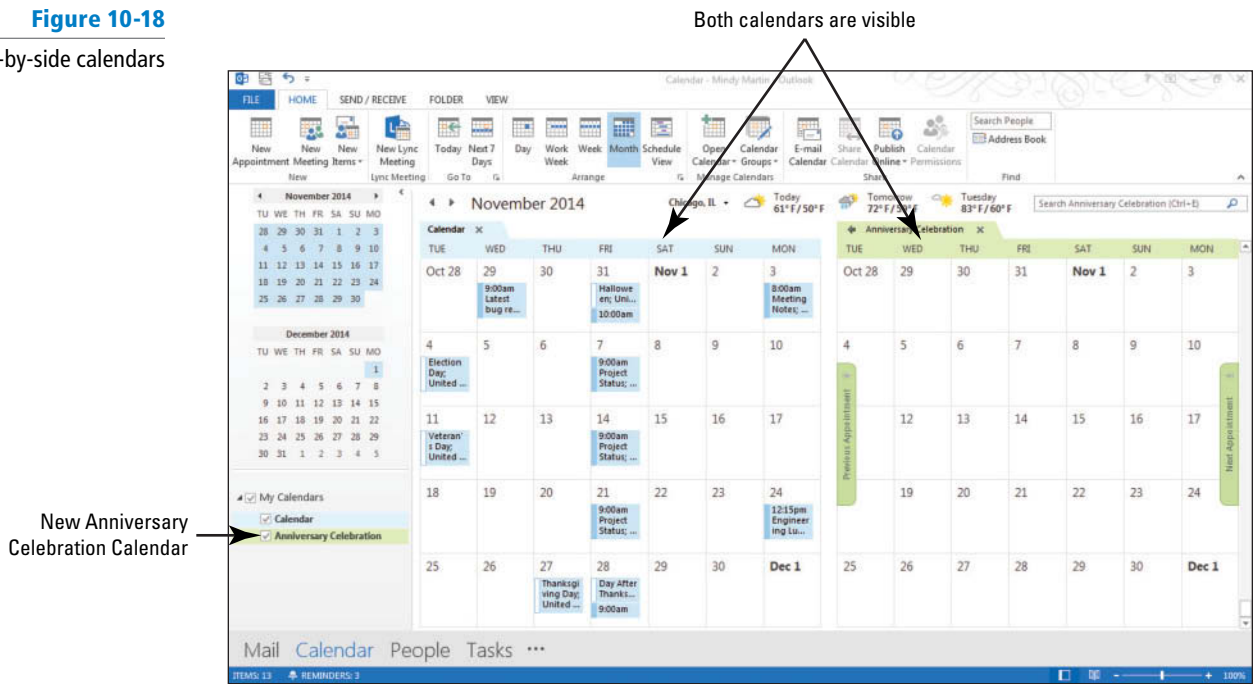 Figure 10-18
-by-side calendars
Both calendars are visible
Calendar - Mindy Martin - Outlook
FILE HOME SEND / RECEIVE FOLDER VIEW
New Appointment
New Meeting
New Items
New Lync Meeting
Today
Next 7 Days
Day
Work Week
Week
Month
Schedule View
Open Calendar
Calendar Groups
E-mail Calendar
Share Calendar
Publish Online
Calendar Permissions
Search People
Address Book
New
Lync Meeting
Go To
Arrange
Manage Calendars
Share
Find
November 2014
TU WE TH FR SA SU MO
28 29 30 31 1 2 3
4 5 6 7 8 9 10
11 12 13 14 15 16 17
18 19 20 21 22 23 24
25 26 27 28 29 30
December 2014
TU WE TH FR SA SU MO
1
2 3 4 5 6 7 8
9 10 11 12 13 14 15
16 17 18 19 20 21 22
23 24 25 26 27 28 29
30 31 1 2 3 4 5
My Calendars
Calendar
Anniversary Celebration
New Anniversary
Celebration Calendar
November 2014
Chicago, IL
Today
61°F/50°F
Tomorrow
72°F/59°F
Tuesday
83°F/60°F
Search Anniversary Celebration (Ctrl+E)
Calendar
TUE WED THU FRI SAT SUN MON
Oct 28 29 30 31 Nov 1 2 3
9:00am
Latest
bug re...
Hallowe
en; Uni...
10:00am
8:00am
Meeting
Notes; ...
4 5 6 7 8 9 10
Election
Day;
United ...
9:00am
Project
Status; ...
11 12 13 14 15 16 17
Veteran'
s Day;
United ...
9:00am
Project
Status; ...
18 19 20 21 22 23 24
9:00am
Project
Status; ...
12:15pm
Engineer
ing Lu...
25 26 27 28 29 30 Dec 1
Thanksgi
ving Day;
United ...
Day After
Thanks...
9:00am
Anniversary Celebration
TUE WED THU FRI SAT SUN MON
Oct 28 29 30 31 Nov 1 2 3
4 5 6 7 8 9 10
12 13 14 15 16 17
19 20 21 22 23 24
25 26 27 28 29 30 Dec 1
Previous Appointment
Next Appointment
Mail Calendar People Tasks ...
ITEMS: 13 REMINDERS: 3
100%